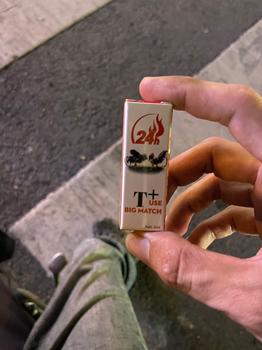 24h
T+ USE
BIG MATCH